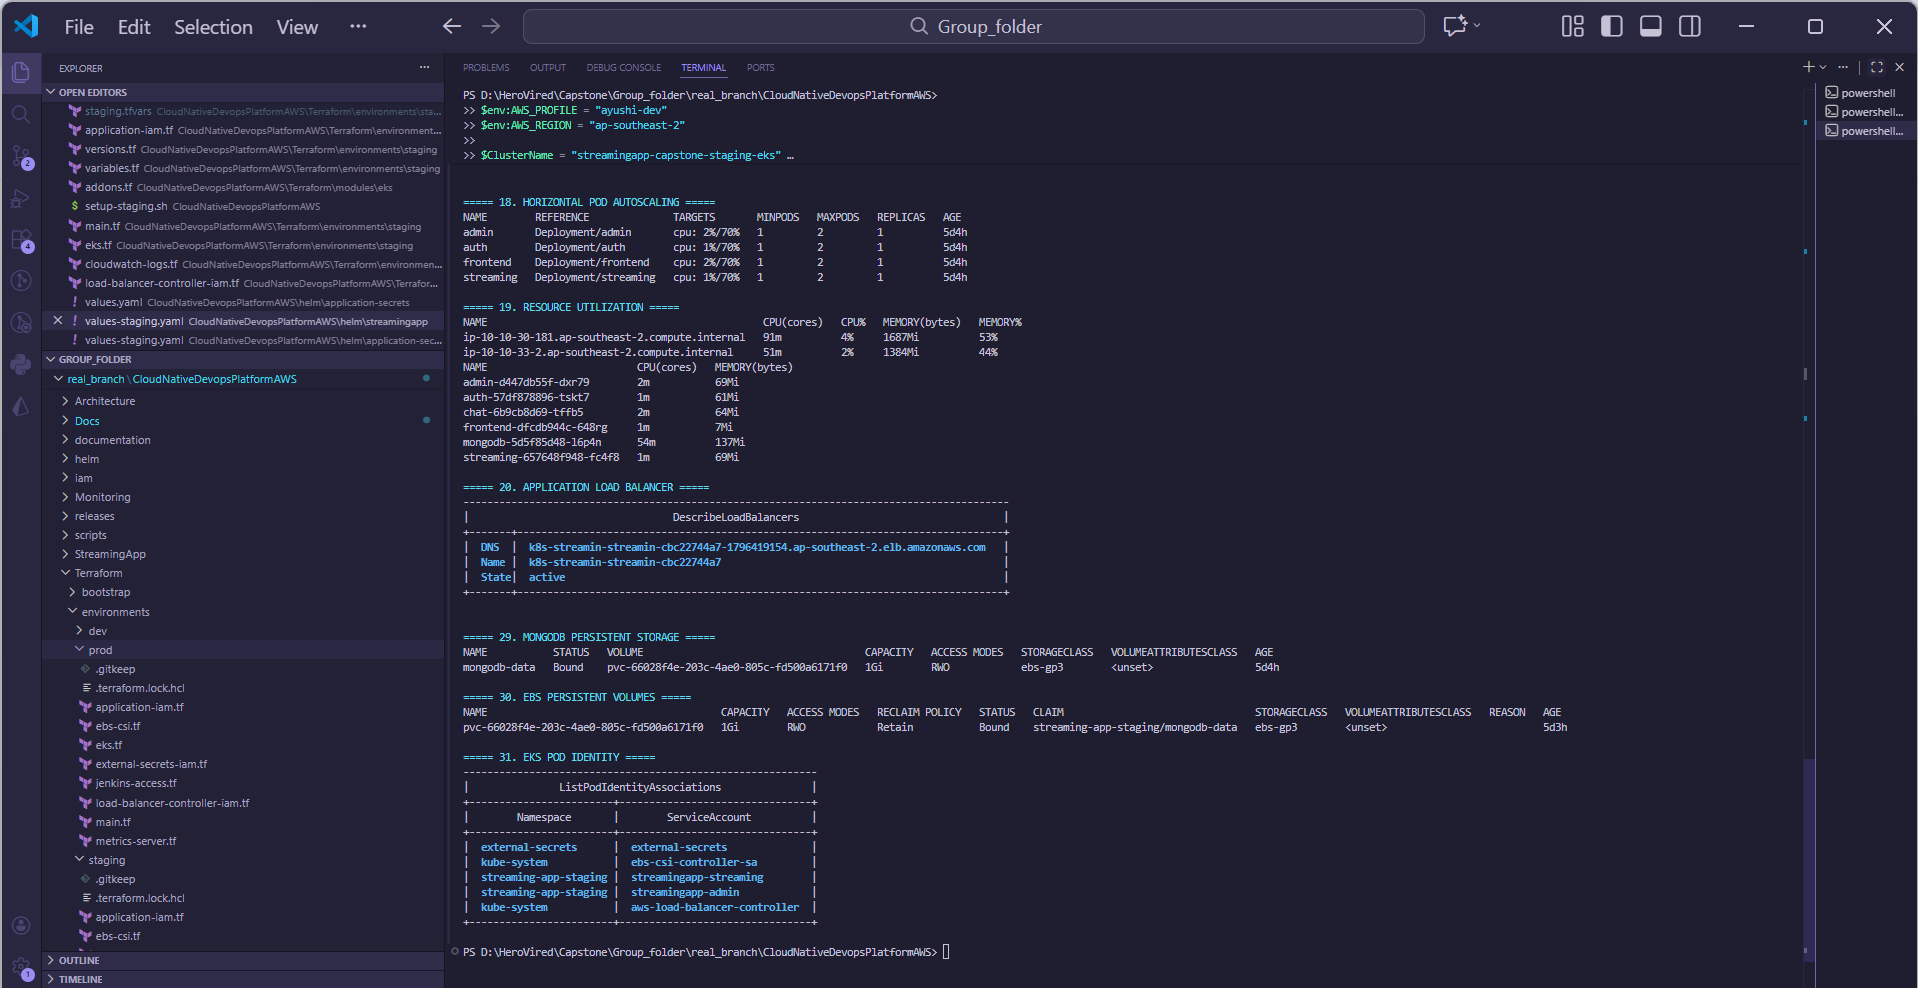 File Edit Selection View ··· Group_folder
EXPLORER ···
OPEN EDITORS
staging.tfvars CloudNativeDevopsPlatformAWS\Terraform\environments\sta...
application-iam.tf CloudNativeDevopsPlatformAWS\Terraform\environment...
versions.tf CloudNativeDevopsPlatformAWS\Terraform\environments\staging
variables.tf CloudNativeDevopsPlatformAWS\Terraform\environments\staging
addons.tf CloudNativeDevopsPlatformAWS\Terraform\modules\eks
$ setup-staging.sh CloudNativeDevopsPlatformAWS
main.tf CloudNativeDevopsPlatformAWS\Terraform\environments\staging
eks.tf CloudNativeDevopsPlatformAWS\Terraform\environments\staging
cloudwatch-logs.tf CloudNativeDevopsPlatformAWS\Terraform\environmen...
load-balancer-controller-iam.tf CloudNativeDevopsPlatformAWS\Terrafor...
! values.yaml CloudNativeDevopsPlatformAWS\helm\application-secrets
! values-staging.yaml CloudNativeDevopsPlatformAWS\helm\streamingapp
! values-staging.yaml CloudNativeDevopsPlatformAWS\helm\application-sec...
GROUP_FOLDER
real_branch\CloudNativeDevopsPlatformAWS
Architecture
Docs
documentation
helm
iam
Monitoring
releases
scripts
StreamingApp
Terraform
bootstrap
environments
dev
prod
.gitkeep
.terraform.lock.hcl
application-iam.tf
ebs-csi.tf
eks.tf
external-secrets-iam.tf
jenkins-access.tf
load-balancer-controller-iam.tf
main.tf
metrics-server.tf
staging
.gitkeep
.terraform.lock.hcl
application-iam.tf
ebs-csi.tf
OUTLINE
TIMELINE
2
4
1
PROBLEMS OUTPUT DEBUG CONSOLE TERMINAL PORTS
PS D:\HeroVired\Capstone\Group_folder\real_branch\CloudNativeDevopsPlatformAWS>
>> $env:AWS_PROFILE = "ayushi-dev"
>> $env:AWS_REGION = "ap-southeast-2"
>>
>> $ClusterName = "streamingapp-capstone-staging-eks" …
===== 18. HORIZONTAL POD AUTOSCALING =====
NAME REFERENCE TARGETS MINPODS MAXPODS REPLICAS AGE
admin Deployment/admin cpu: 2%/70% 1 2 1 5d4h
auth Deployment/auth cpu: 1%/70% 1 2 1 5d4h
frontend Deployment/frontend cpu: 2%/70% 1 2 1 5d4h
streaming Deployment/streaming cpu: 1%/70% 1 2 1 5d4h
===== 19. RESOURCE UTILIZATION =====
NAME CPU(cores) CPU% MEMORY(bytes) MEMORY%
ip-10-10-30-181.ap-southeast-2.compute.internal 91m 4% 1687Mi 53%
ip-10-10-33-2.ap-southeast-2.compute.internal 51m 2% 1384Mi 44%
NAME CPU(cores) MEMORY(bytes)
admin-d447db55f-dxr79 2m 69Mi
auth-57df878896-tskt7 1m 61Mi
chat-6b9cb8d69-tffb5 2m 64Mi
frontend-dfcdb944c-648rg 1m 7Mi
mongodb-5d5f85d48-l6p4n 54m 137Mi
streaming-657648f948-fc4f8 1m 69Mi
===== 20. APPLICATION LOAD BALANCER =====
DescribeLoadBalancers
DNS | k8s-streamin-streamin-cbc22744a7-1796419154.ap-southeast-2.elb.amazonaws.com
Name | k8s-streamin-streamin-cbc22744a7
State| active
===== 29. MONGODB PERSISTENT STORAGE =====
NAME STATUS VOLUME CAPACITY ACCESS MODES STORAGECLASS VOLUMEATTRIBUTESCLASS AGE
mongodb-data Bound pvc-66028f4e-203c-4ae0-805c-fd500a6171f0 1Gi RWO ebs-gp3 <unset> 5d4h
===== 30. EBS PERSISTENT VOLUMES =====
NAME CAPACITY ACCESS MODES RECLAIM POLICY STATUS CLAIM STORAGECLASS VOLUMEATTRIBUTESCLASS REASON AGE
pvc-66028f4e-203c-4ae0-805c-fd500a6171f0 1Gi RWO Retain Bound streaming-app-staging/mongodb-data ebs-gp3 <unset> 5d3h
===== 31. EKS POD IDENTITY =====
ListPodIdentityAssociations
Namespace | ServiceAccount
external-secrets | external-secrets
kube-system | ebs-csi-controller-sa
streaming-app-staging | streamingapp-streaming
streaming-app-staging | streamingapp-admin
kube-system | aws-load-balancer-controller
PS D:\HeroVired\Capstone\Group_folder\real_branch\CloudNativeDevopsPlatformAWS>
powershell
powershell...
powershell...